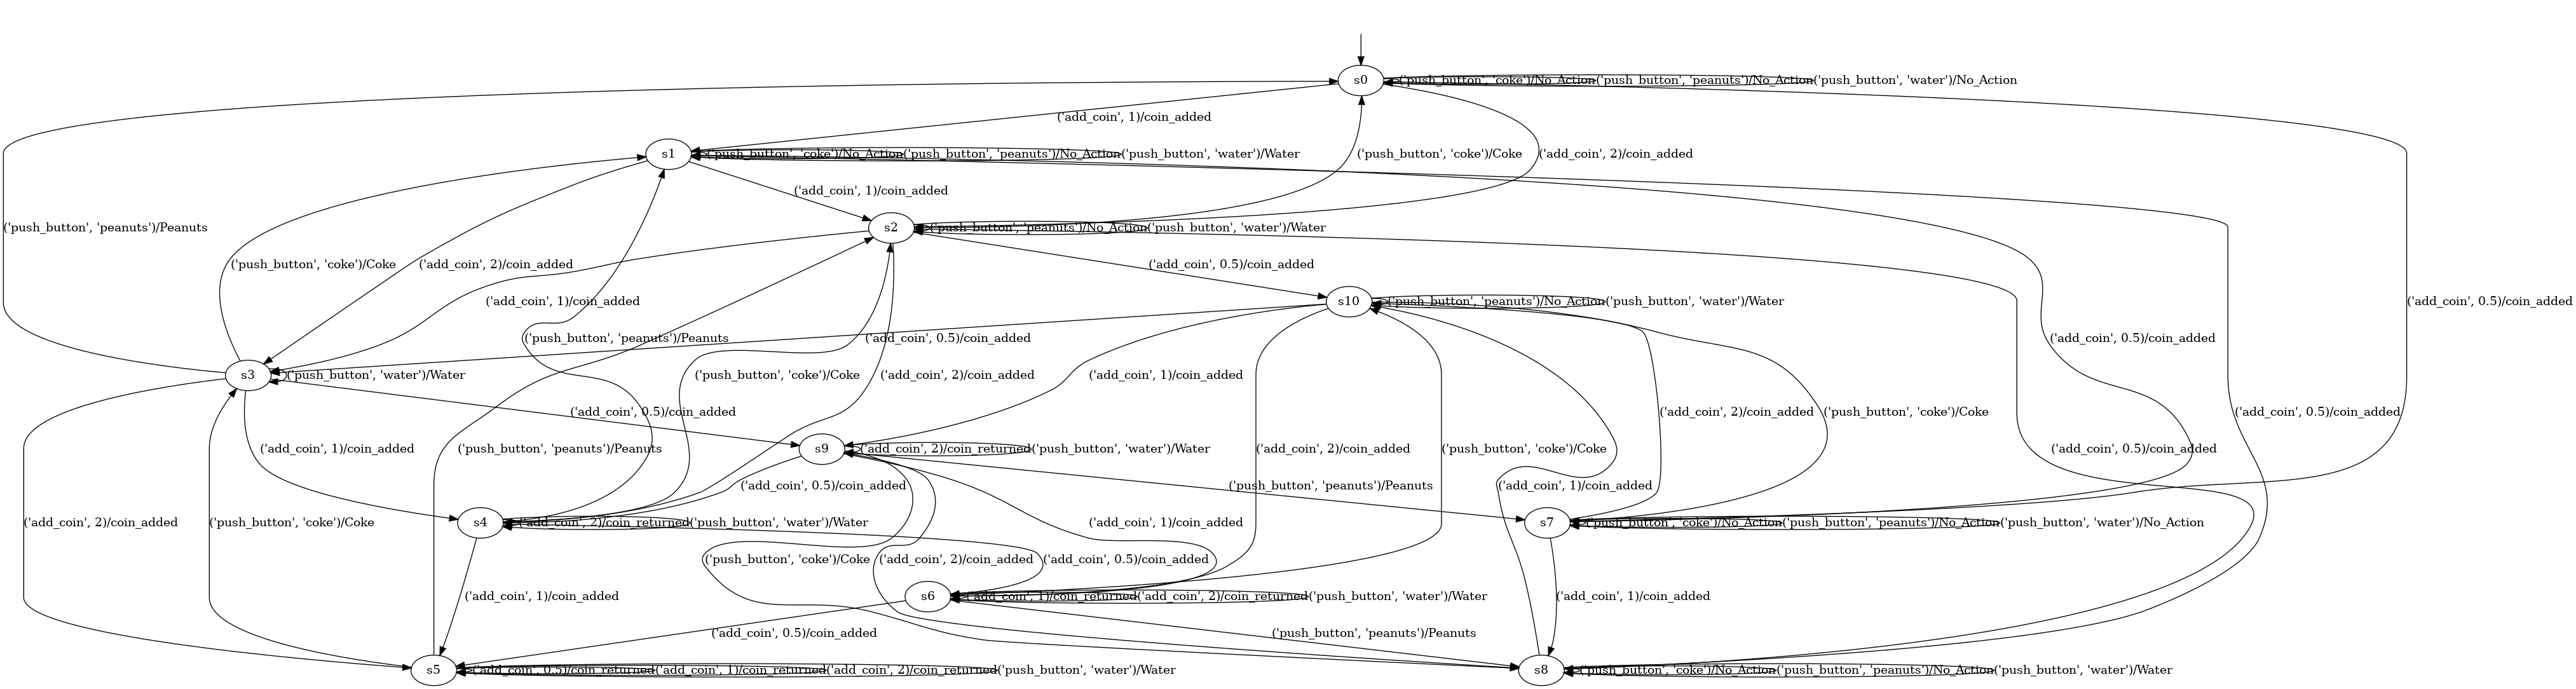 s0
('push_button', 'coke')/No_Action
('push_button', 'peanuts')/No_Action
('push_button', 'water')/No_Action
('add_coin', 1)/coin_added
s1
('push_button', 'coke')/No_Action
('push_button', 'peanuts')/No_Action
('push_button', 'water')/Water
('push_button', 'coke')/Coke
('add_coin', 2)/coin_added
('add_coin', 1)/coin_added
('push_button', 'peanuts')/Peanuts
s2
('push_button', 'peanuts')/No_Action
('push_button', 'water')/Water
('push_button', 'coke')/Coke
('add_coin', 2)/coin_added
('add_coin', 0.5)/coin_added
('add_coin', 1)/coin_added
s10
('push_button', 'peanuts')/No_Action
('push_button', 'water')/Water
('add_coin', 0.5)/coin_added
('push_button', 'peanuts')/Peanuts
('add_coin', 0.5)/coin_added
('add_coin', 0.5)/coin_added
s3
('push_button', 'water')/Water
('push_button', 'coke')/Coke
('add_coin', 2)/coin_added
('add_coin', 1)/coin_added
('add_coin', 0.5)/coin_added
('add_coin', 2)/coin_added
('push_button', 'coke')/Coke
('add_coin', 0.5)/coin_added
('add_coin', 1)/coin_added
('push_button', 'peanuts')/Peanuts
s9
('add_coin', 2)/coin_returned
('push_button', 'water')/Water
('add_coin', 2)/coin_added
('push_button', 'coke')/Coke
('add_coin', 0.5)/coin_added
('add_coin', 0.5)/coin_added
('push_button', 'peanuts')/Peanuts
('add_coin', 1)/coin_added
('add_coin', 2)/coin_added
('push_button', 'coke')/Coke
s4
('add_coin', 2)/coin_returned
('push_button', 'water')/Water
('add_coin', 1)/coin_added
s7
('push_button', 'coke')/No_Action
('push_button', 'peanuts')/No_Action
('push_button', 'water')/No_Action
('push_button', 'coke')/Coke
('add_coin', 2)/coin_added
('add_coin', 0.5)/coin_added
('add_coin', 1)/coin_added
s6
('add_coin', 1)/coin_returned
('add_coin', 2)/coin_returned
('push_button', 'water')/Water
('add_coin', 1)/coin_added
('add_coin', 0.5)/coin_added
('push_button', 'peanuts')/Peanuts
s5
('add_coin', 0.5)/coin_returned
('add_coin', 1)/coin_returned
('add_coin', 2)/coin_returned
('push_button', 'water')/Water
s8
('push_button', 'coke')/No_Action
('push_button', 'peanuts')/No_Action
('push_button', 'water')/Water